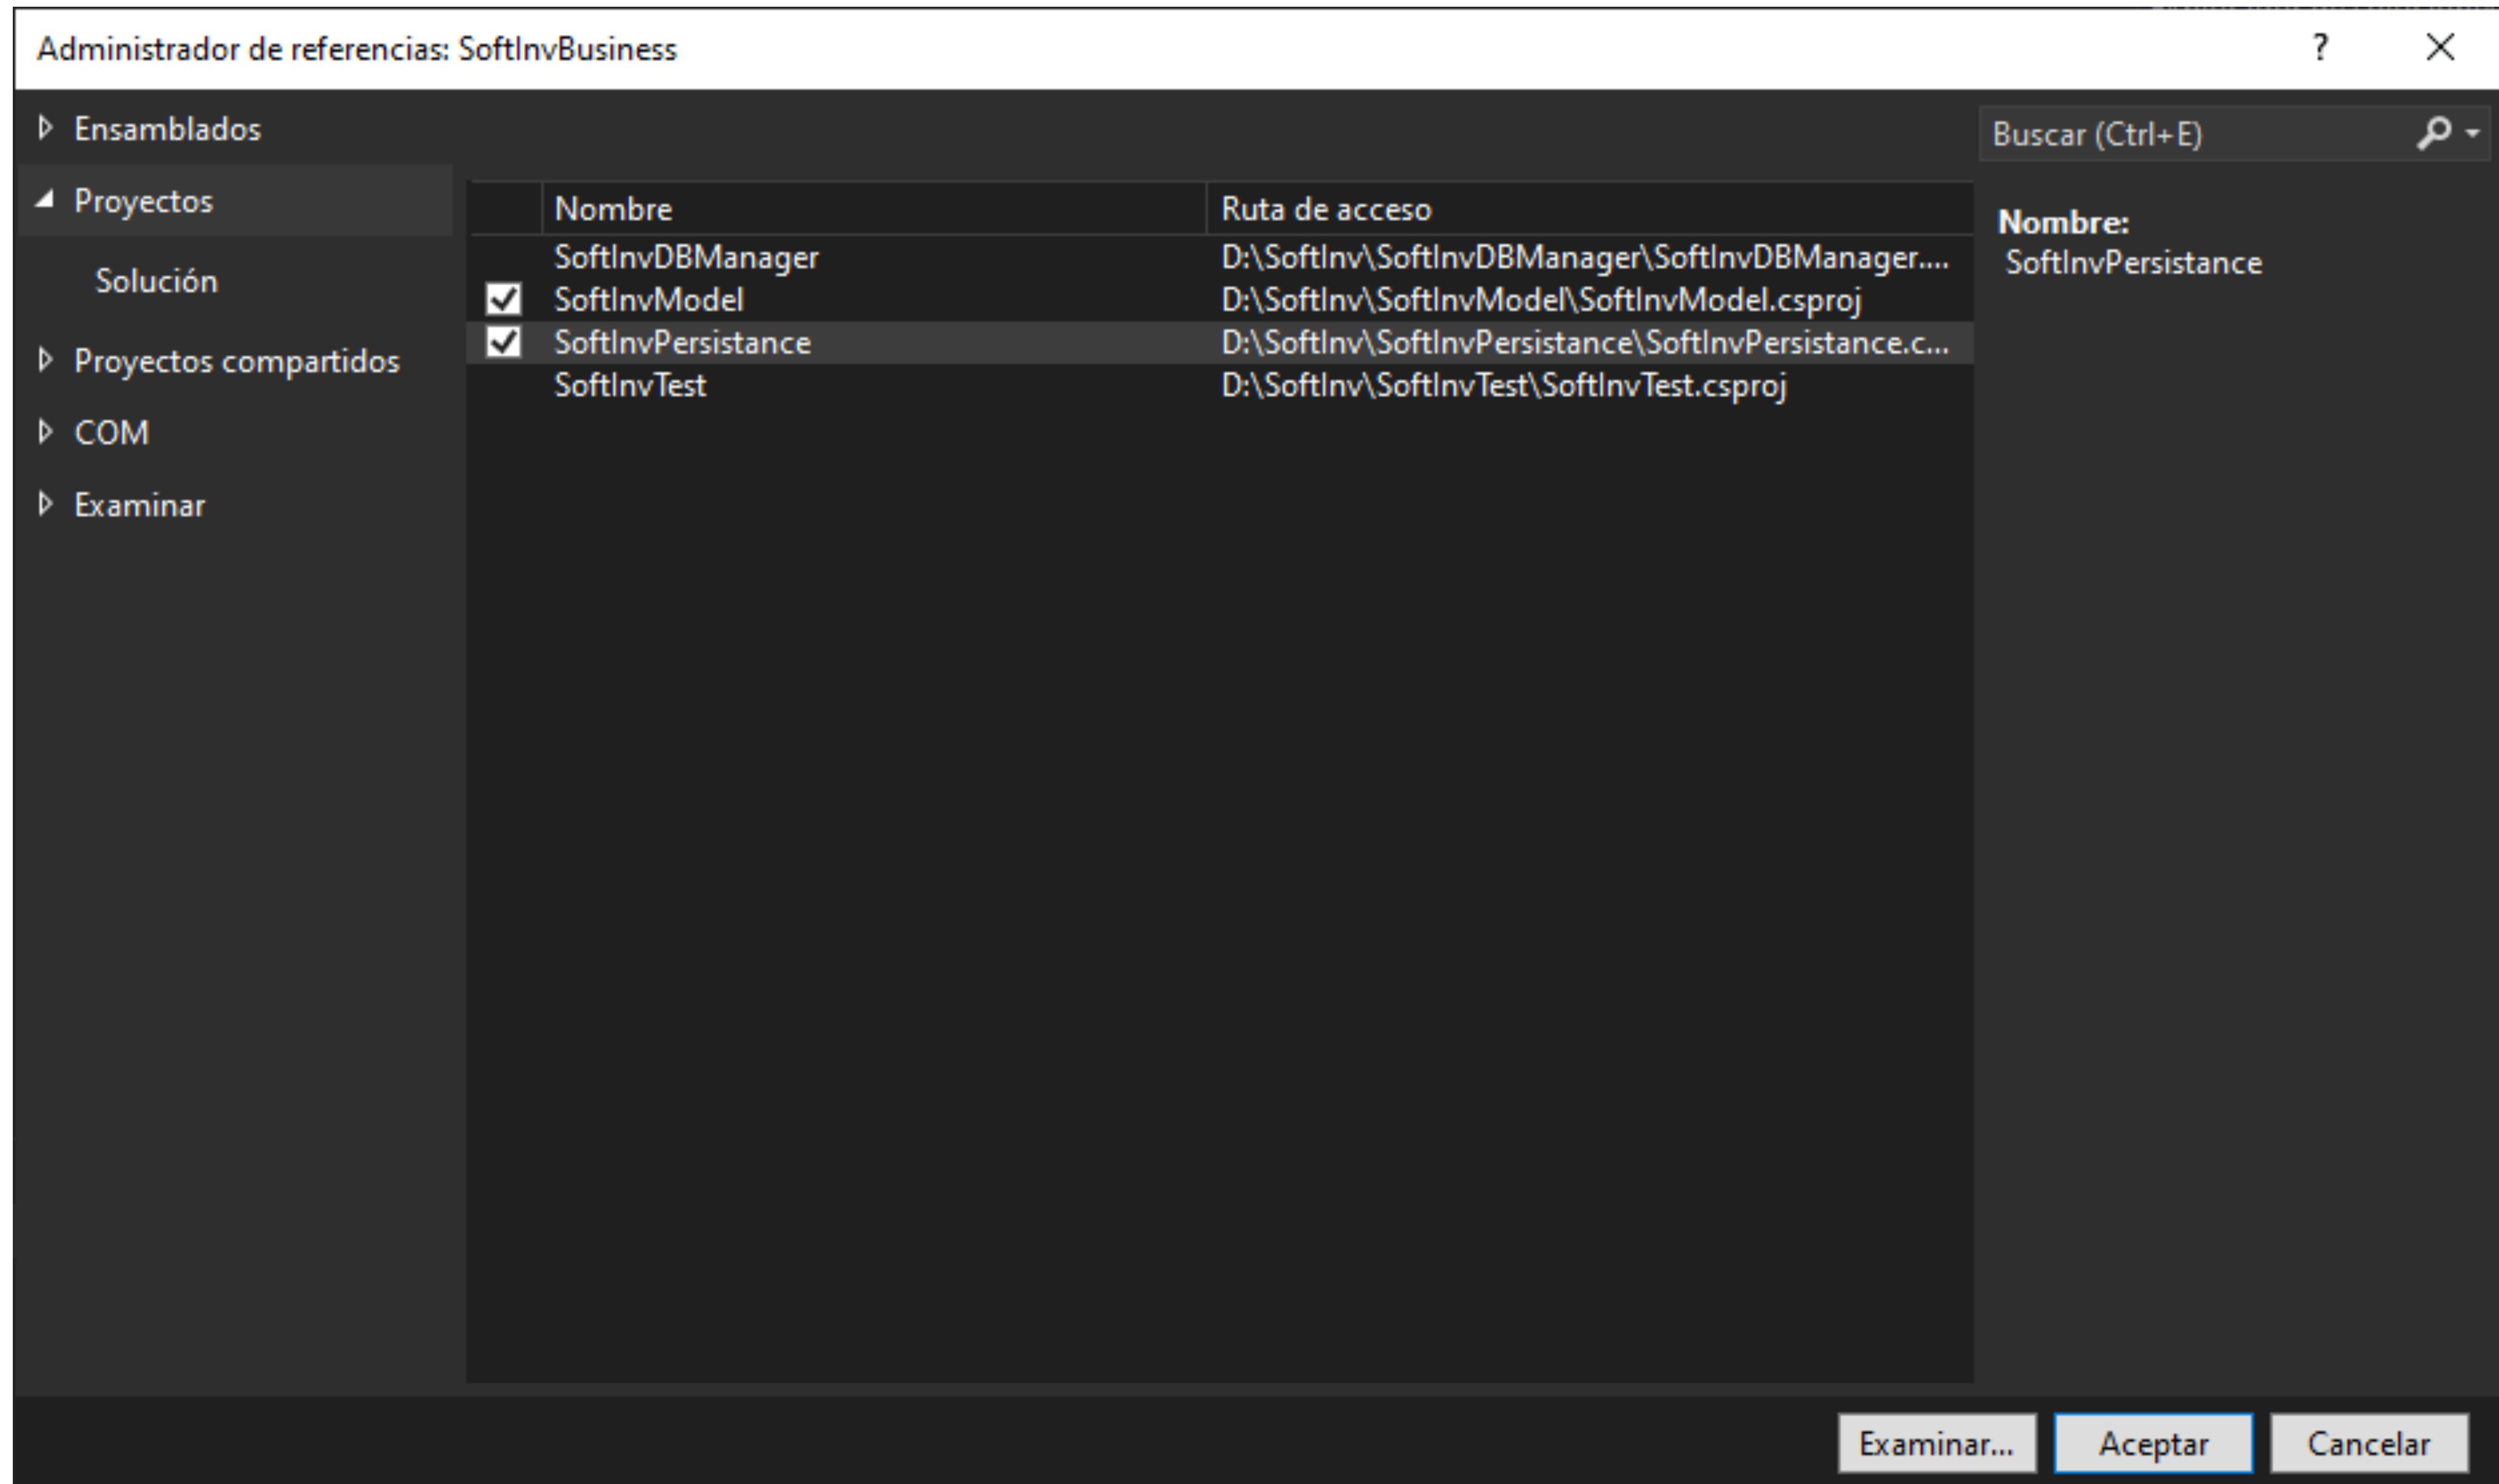 Administrador de referencias: SoftInvBusiness
?
Ensamblados
Proyectos
Solución
Proyectos compartidos
COM
Examinar
Nombre Ruta de acceso
SoftInvDBManager D:\SoftInv\SoftInvDBManager\SoftInvDBManager....
SoftInvModel D:\SoftInv\SoftInvModel\SoftInvModel.csproj
SoftInvPersistance D:\SoftInv\SoftInvPersistance\SoftInvPersistance.c...
SoftInvTest D:\SoftInv\SoftInvTest\SoftInvTest.csproj
Buscar (Ctrl+E)
Nombre:
SoftInvPersistance
Examinar... Aceptar Cancelar